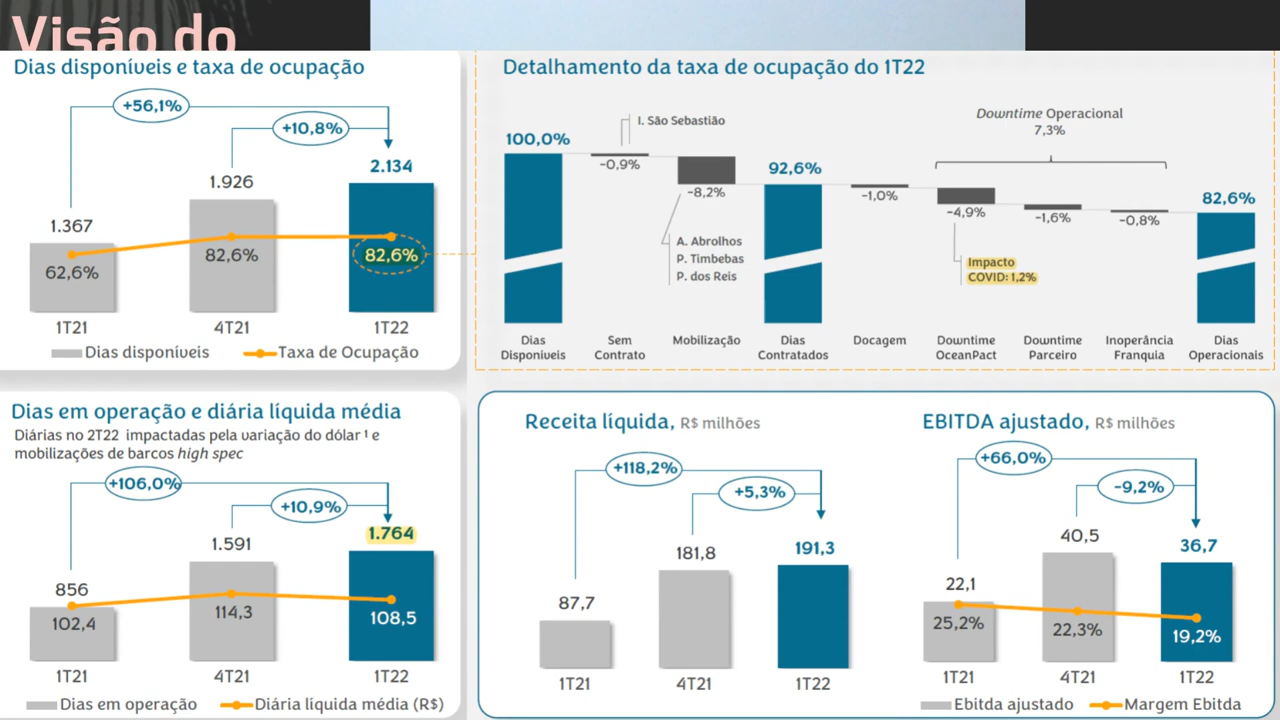 Visão do
Dias disponíveis e taxa de ocupação
+56,1%
+10,8%
2.134
1.926
1.367
62,6%
82,6%
82,6%
1T21
4T21
1T22
Dias disponíveis
Taxa de Ocupação
Detalhamento da taxa de ocupação do 1T22
Downtime Operacional
7,3%
I. São Sebastião
100,0%
-0,9%
-8,2%
92,6%
-1,0%
-4,9%
-1,6%
-0,8%
82,6%
A. Abrolhos
P. Timbebas
P. dos Reis
Impacto
COVID: 1,2%
Dias
Disponíveis
Sem
Contrato
Mobilização
Dias
Contratados
Docagem
Downtime
OceanPact
Downtime
Parceiro
Inoperância
Franquia
Dias
Operacionais
Dias em operação e diária líquida média
Diárias no 2T22 impactadas pela variação do dólar¹ e
mobilizações de barcos high spec
+106,0%
+10,9%
1.764
1.591
856
102,4
114,3
108,5
1T21
4T21
1T22
Dias em operação
Diária líquida média (R$)
Receita líquida, R$ milhões
+118,2%
+5,3%
191,3
181,8
87,7
1T21
4T21
1T22
EBITDA ajustado, R$ milhões
+66,0%
-9,2%
40,5
36,7
22,1
25,2%
22,3%
19,2%
1T21
4T21
1T22
Ebitda ajustado
Margem Ebitda